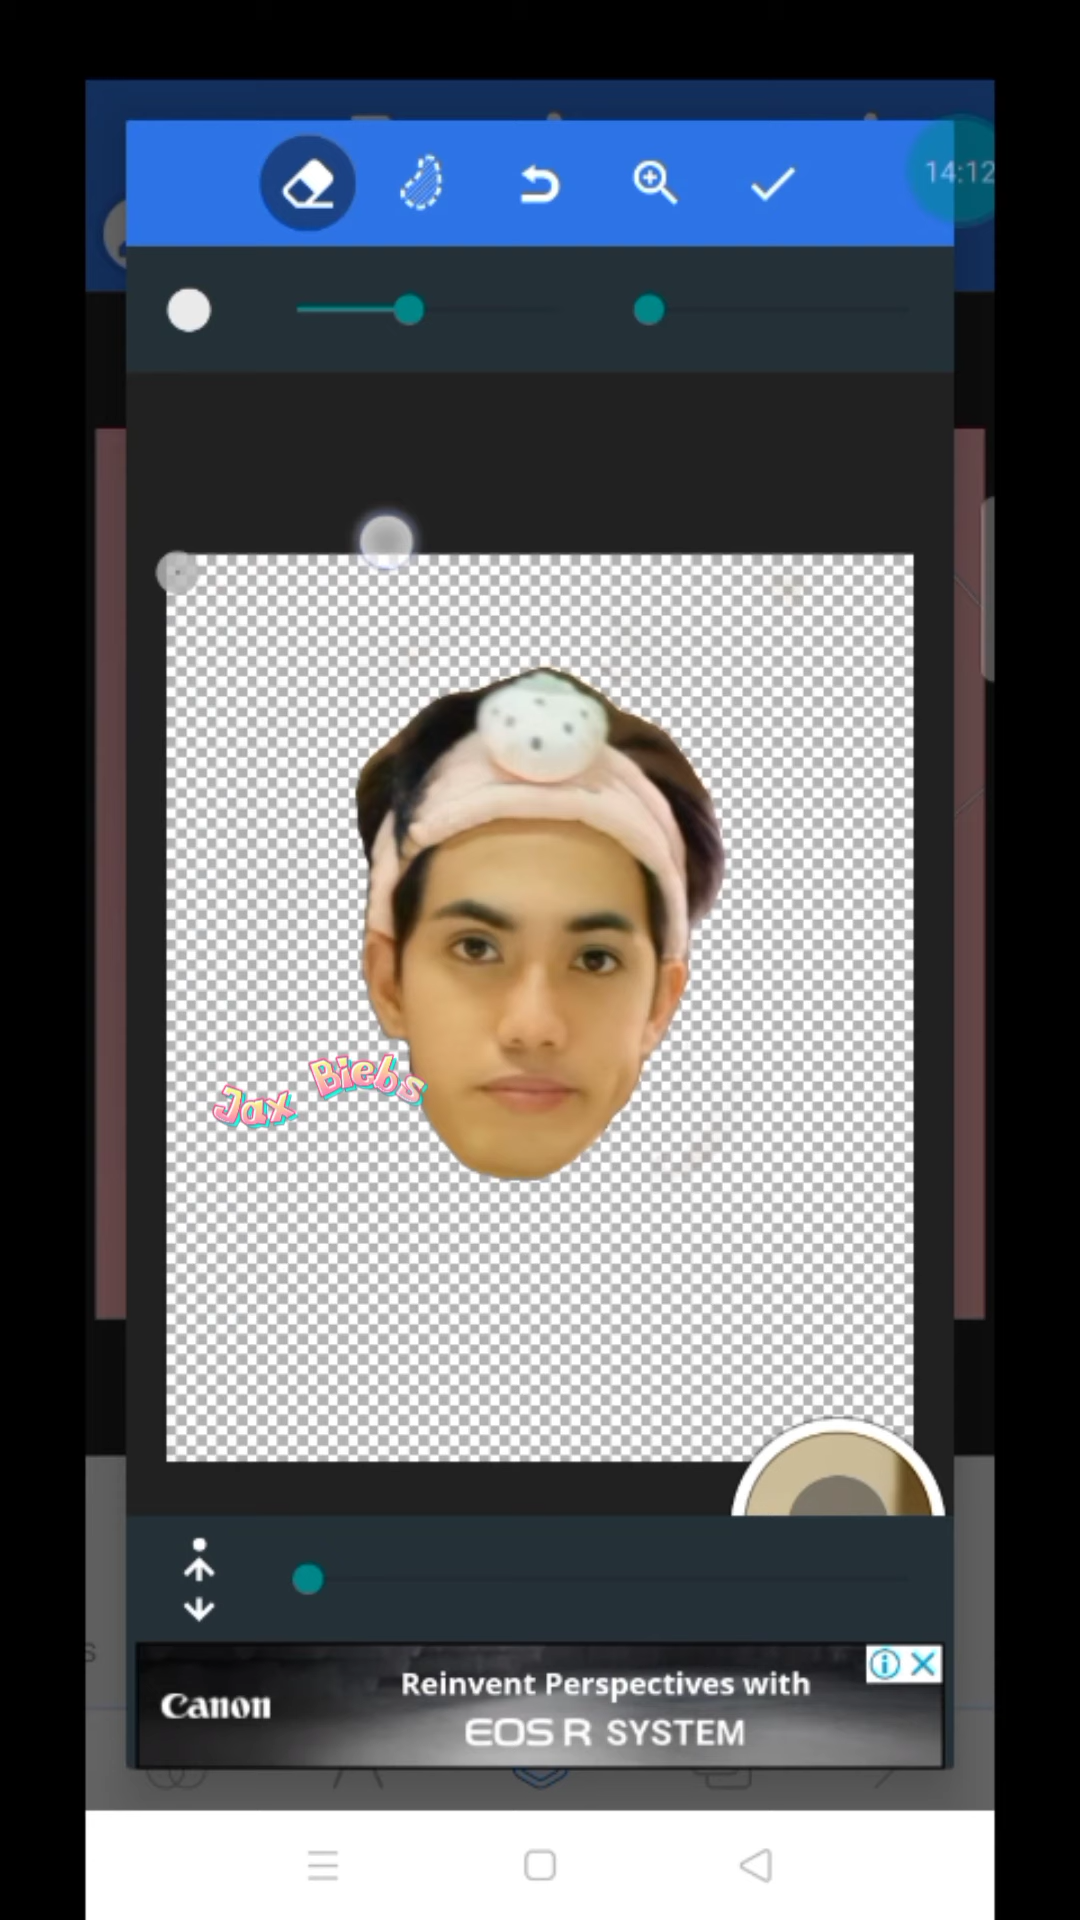 14:12
Jax Biebs
s
Canon
Reinvent Perspectives with
EOS R SYSTEM